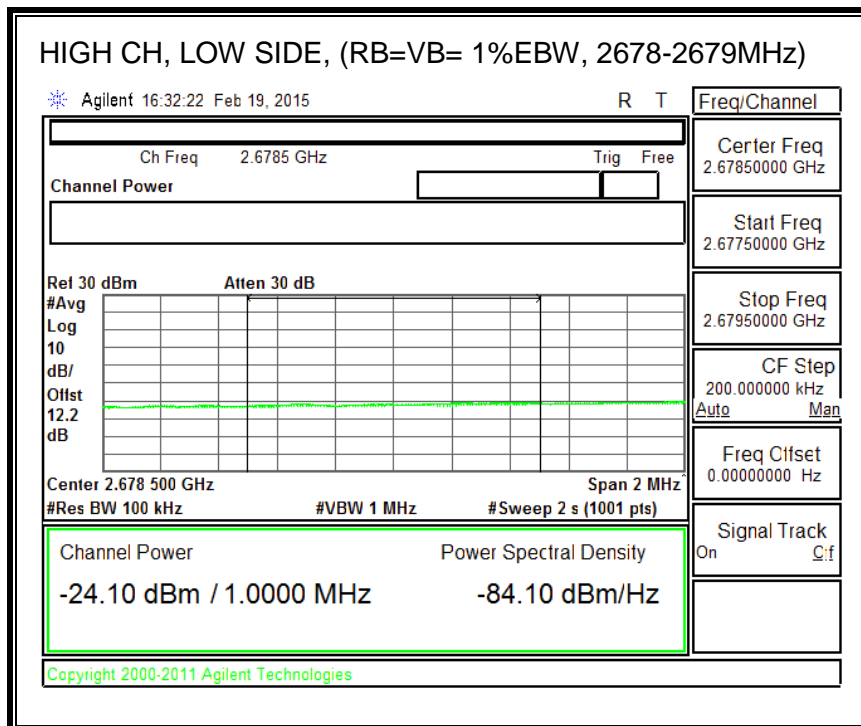 HIGH CH, LOW SIDE, (RB=VB= 1%EBW, 2678-2679MHz)
Agilent 16:32:22 Feb 19, 2015 R T
Freq/Channel
Ch Freq 2.6785 GHz Trig Free
Channel Power
Center Freq
2.67850000 GHz
Start Freq
2.67750000 GHz
Stop Freq
2.67950000 GHz
CF Step
200.000000 kHz
Auto Man
Freq Offset
0.00000000 Hz
Signal Track
On Off
Ref 30 dBm Atten 30 dB
#Avg
Log
10
dB/
Offst
12.2
dB
Center 2.678 500 GHz Span 2 MHz
#Res BW 100 kHz #VBW 1 MHz #Sweep 2 s (1001 pts)
Channel Power Power Spectral Density
-24.10 dBm / 1.0000 MHz -84.10 dBm/Hz
Copyright 2000-2011 Agilent Technologies